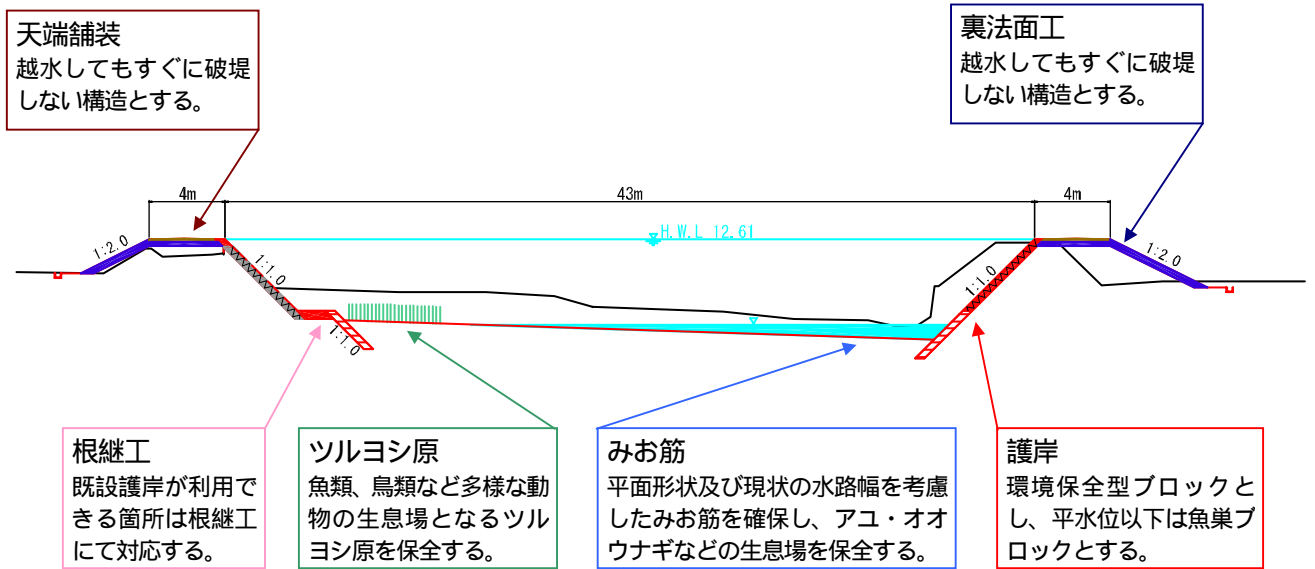 天端舗装
越水してもすぐに破堤
しない構造とする。
裏法面工
越水してもすぐに破堤
しない構造とする。
4m
43m
4m
H.W.L 12.61
1:2.0
1:1.0
1:1.0
1:1.0
1:2.0
根継工
既設護岸が利用で
きる箇所は根継工
にて対応する。
ツルヨシ原
魚類、鳥類など多様な動
物の生息場となるツル
ヨシ原を保全する。
みお筋
平面形状及び現状の水路幅を考慮
したみお筋を確保し、アユ・オオ
ウナギなどの生息場を保全する。
護岸
環境保全型ブロックと
し、平水位以下は魚巣ブ
ロックとする。